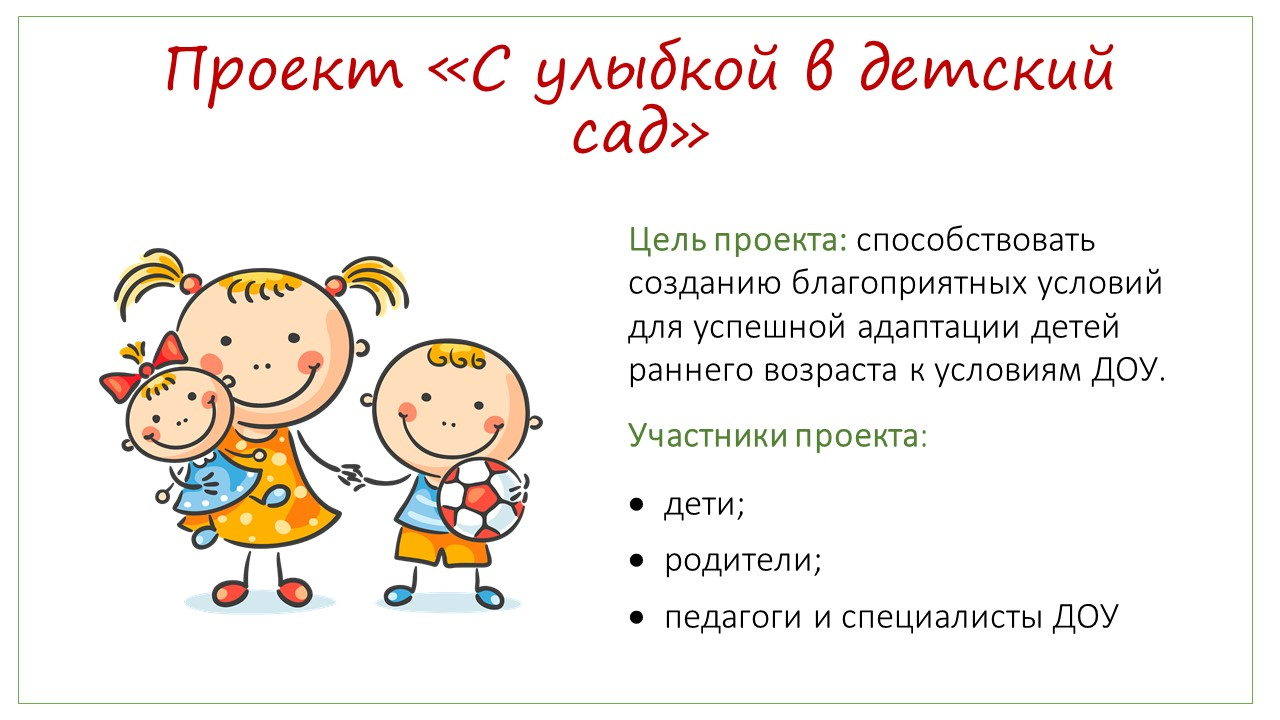 Проект «С улыбкой в детский
сад»
Цель проекта: способствовать
созданию благоприятных условий
для успешной адаптации детей
раннего возраста к условиям ДОУ.
Участники проекта:
• дети;
• родители;
• педагоги и специалисты ДОУ